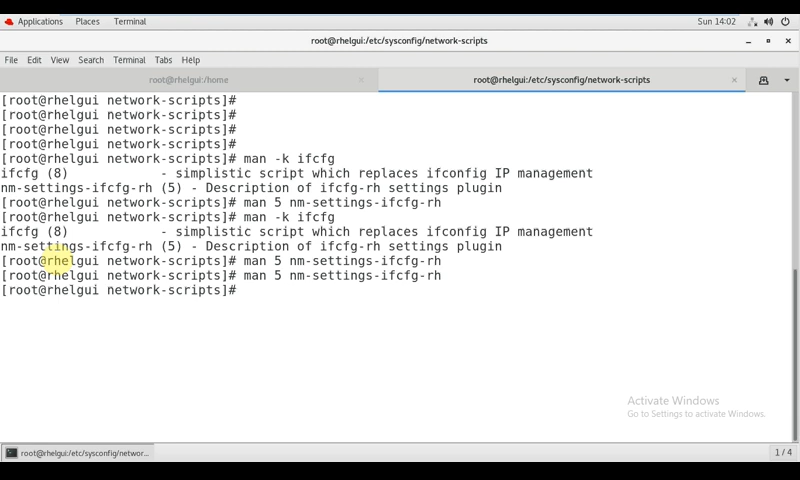 Applications Places Terminal Sun 14:02
root@rhelgui:/etc/sysconfig/network-scripts
File Edit View Search Terminal Tabs Help
root@rhelgui:/home root@rhelgui:/etc/sysconfig/network-scripts
[root@rhelgui network-scripts]#
[root@rhelgui network-scripts]#
[root@rhelgui network-scripts]#
[root@rhelgui network-scripts]#
[root@rhelgui network-scripts]# man -k ifcfg
ifcfg (8) - simplistic script which replaces ifconfig IP management
nm-settings-ifcfg-rh (5) - Description of ifcfg-rh settings plugin
[root@rhelgui network-scripts]# man 5 nm-settings-ifcfg-rh
[root@rhelgui network-scripts]# man -k ifcfg
ifcfg (8) - simplistic script which replaces ifconfig IP management
nm-settings-ifcfg-rh (5) - Description of ifcfg-rh settings plugin
[root@rhelgui network-scripts]# man 5 nm-settings-ifcfg-rh
[root@rhelgui network-scripts]# man 5 nm-settings-ifcfg-rh
[root@rhelgui network-scripts]#
Activate Windows
Go to Settings to activate Windows.
root@rhelgui:/etc/sysconfig/networ... 1 / 4